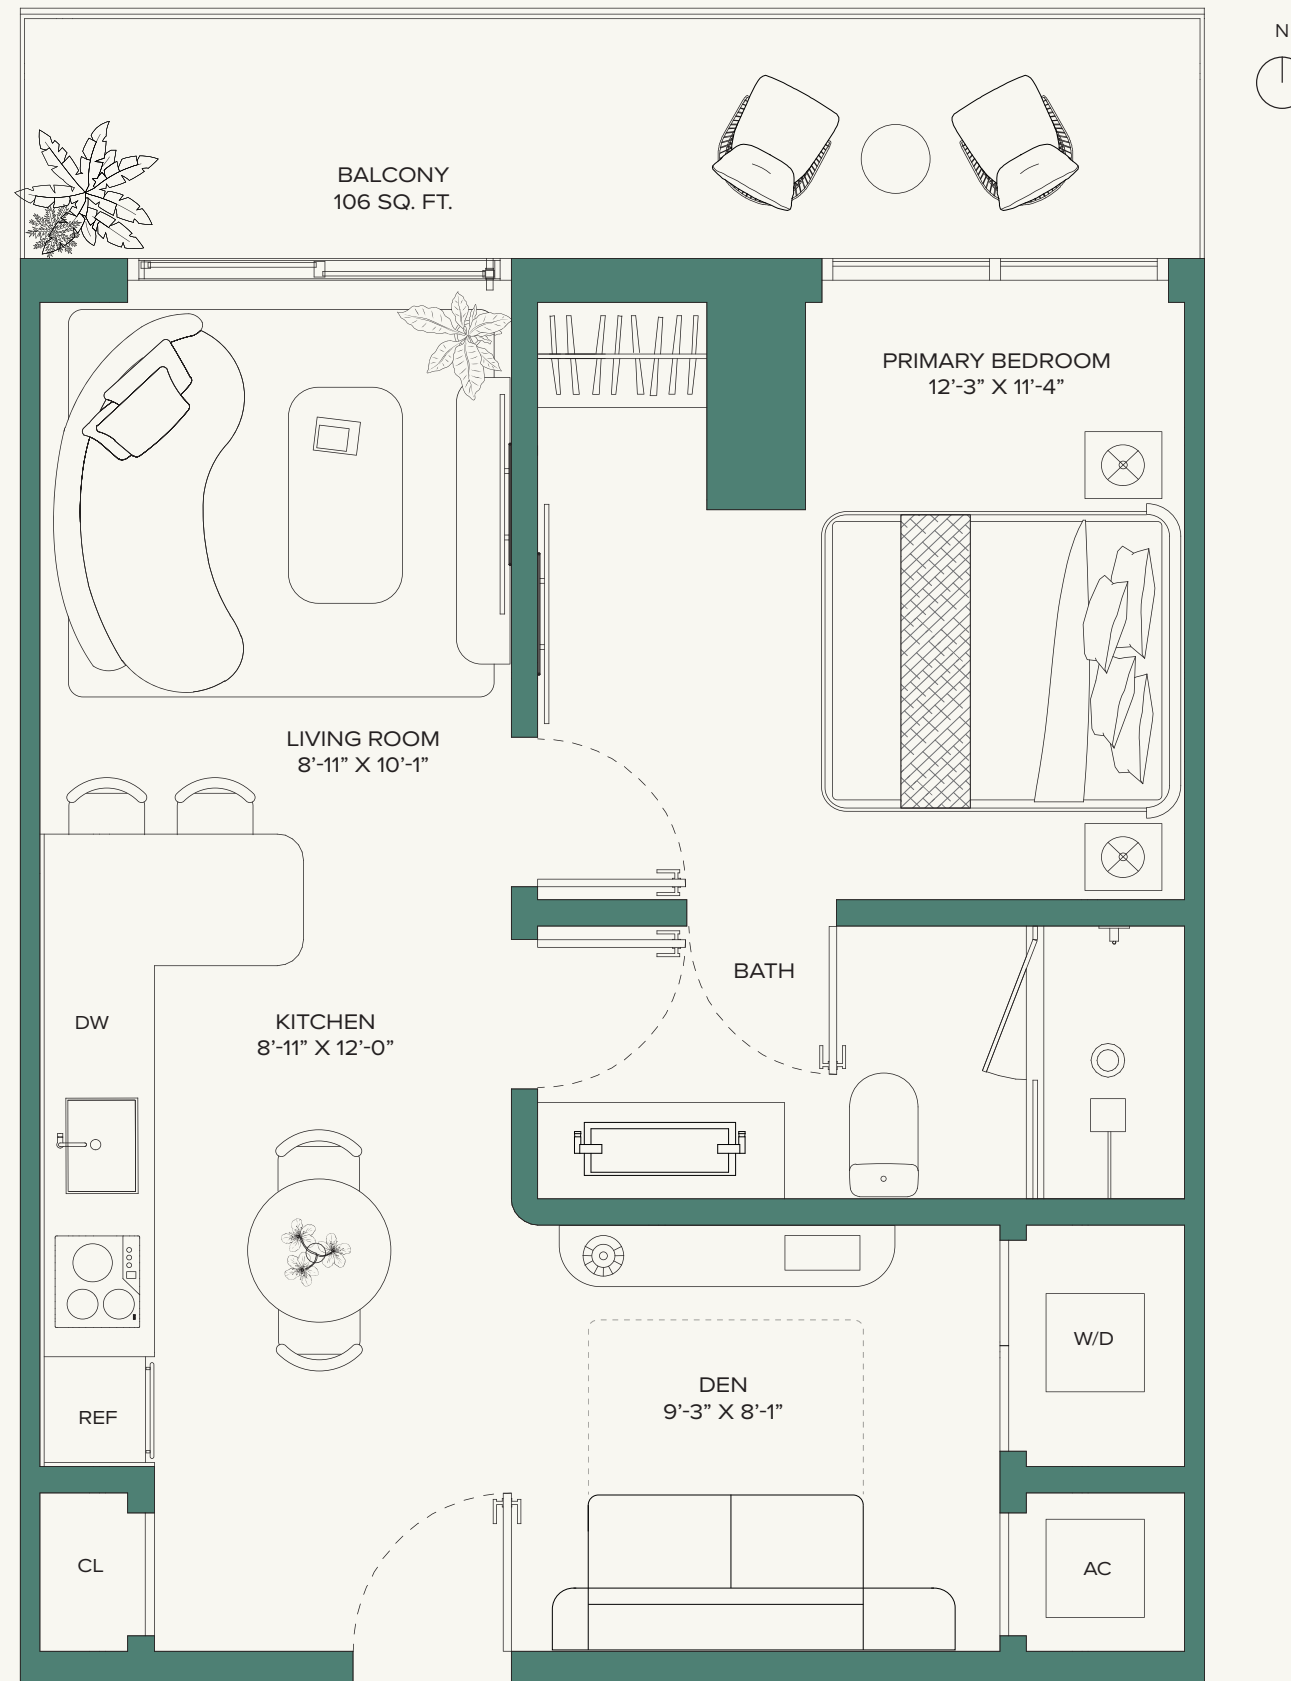 N
BALCONY
106 SQ. FT.
PRIMARY BEDROOM
12’-3” X 11’-4”
LIVING ROOM
8’-11” X 10’-1”
BATH
DW
KITCHEN
8’-11” X 12’-0”
W/D
DEN
9’-3” X 8’-1”
REF
CL
AC